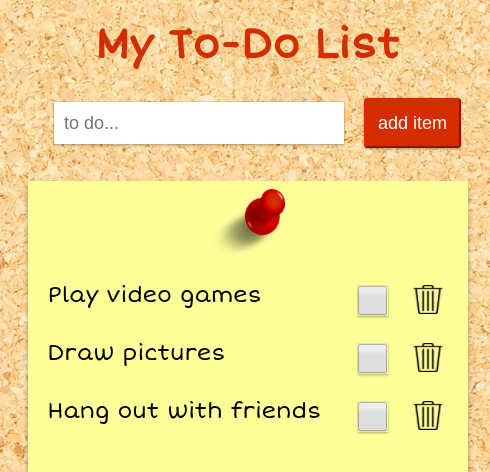 My To-Do List
to do...
add item
Play video games
Draw pictures
Hang out with friends